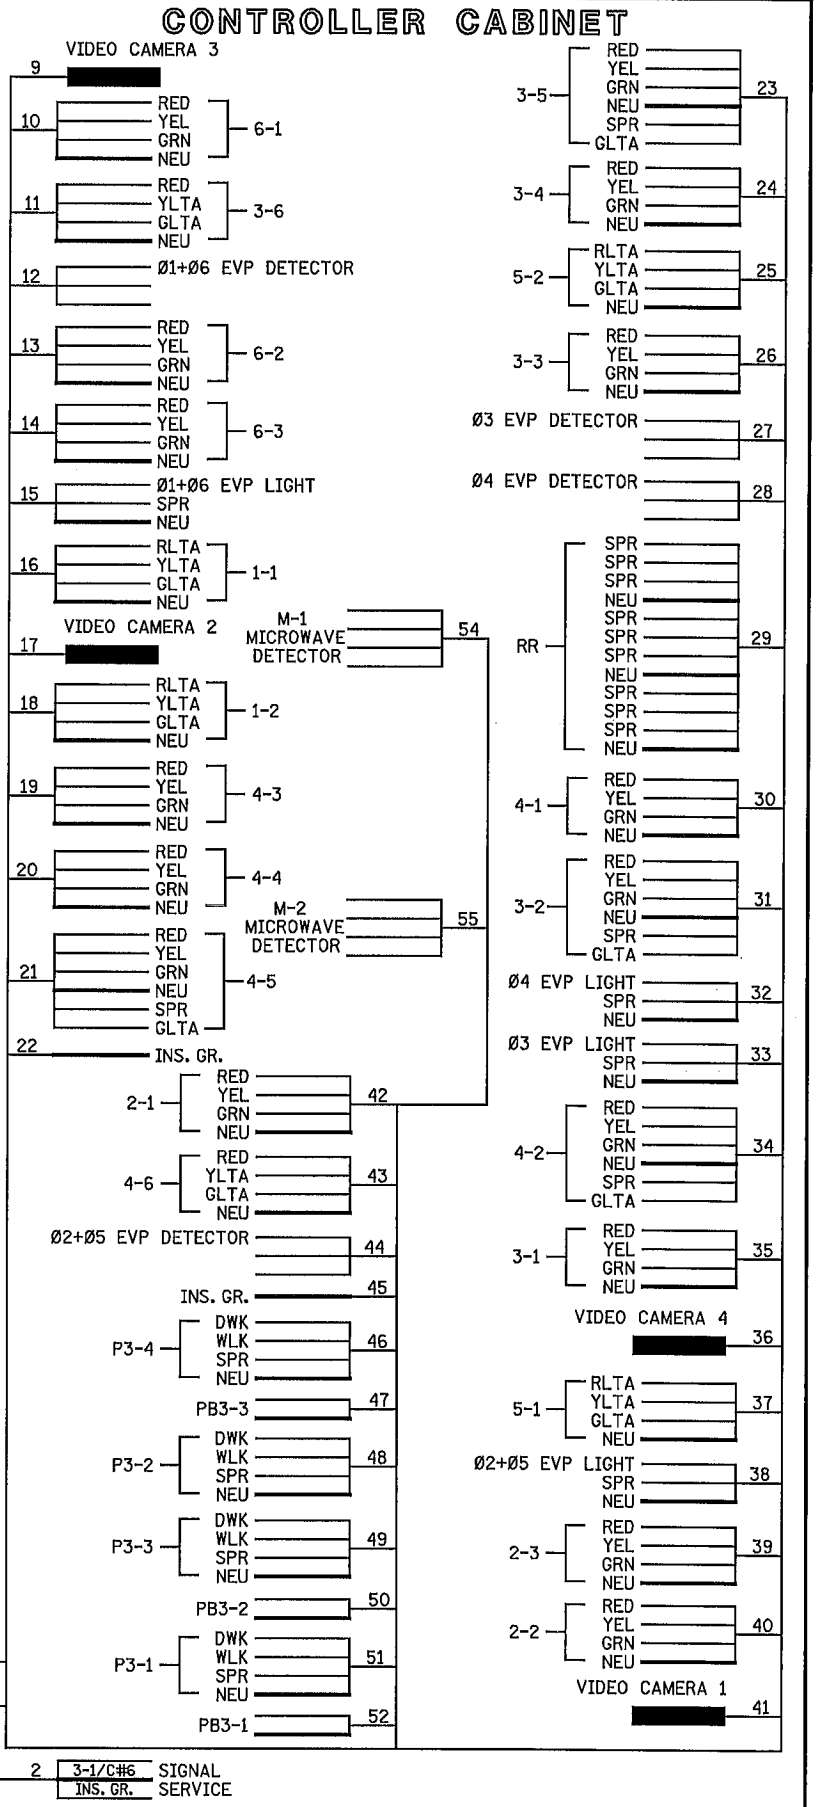 CONTROLLER CABINET
VIDEO CAMERA 3
9
10
RED
YEL
GRN
NEU
6-1
11
RED
YLTA
GLTA
NEU
3-6
12
Ø1+Ø6 EVP DETECTOR
13
RED
YEL
GRN
NEU
6-2
14
RED
YEL
GRN
NEU
6-3
15
Ø1+Ø6 EVP LIGHT
SPR
NEU
16
RLTA
YLTA
GLTA
NEU
1-1
VIDEO CAMERA 2
17
18
RLTA
YLTA
GLTA
NEU
1-2
19
RED
YEL
GRN
NEU
4-3
20
RED
YEL
GRN
NEU
4-4
21
RED
YEL
GRN
NEU
SPR
GLTA
4-5
22
INS. GR.
M-1
MICROWAVE
DETECTOR
54
M-2
MICROWAVE
DETECTOR
55
2-1
RED
YEL
GRN
NEU
42
4-6
RED
YLTA
GLTA
NEU
43
Ø2+Ø5 EVP DETECTOR
44
INS. GR.
45
P3-4
DWK
WLK
SPR
NEU
46
PB3-3
47
P3-2
DWK
WLK
SPR
NEU
48
P3-3
DWK
WLK
SPR
NEU
49
PB3-2
50
P3-1
DWK
WLK
SPR
NEU
51
PB3-1
52
3-5
RED
YEL
GRN
NEU
SPR
GLTA
23
3-4
RED
YEL
GRN
NEU
24
5-2
RLTA
YLTA
GLTA
NEU
25
3-3
RED
YEL
GRN
NEU
26
Ø3 EVP DETECTOR
27
Ø4 EVP DETECTOR
28
RR
SPR
SPR
SPR
NEU
SPR
SPR
SPR
NEU
SPR
SPR
SPR
NEU
29
4-1
RED
YEL
GRN
NEU
30
3-2
RED
YEL
GRN
NEU
SPR
GLTA
31
Ø4 EVP LIGHT
SPR
NEU
32
Ø3 EVP LIGHT
SPR
NEU
33
4-2
RED
YEL
GRN
NEU
SPR
GLTA
34
3-1
RED
YEL
GRN
NEU
35
VIDEO CAMERA 4
36
5-1
RLTA
YLTA
GLTA
NEU
37
Ø2+Ø5 EVP LIGHT
SPR
NEU
38
2-3
RED
YEL
GRN
NEU
39
2-2
RED
YEL
GRN
NEU
40
VIDEO CAMERA 1
41
2
3-1/C#6 SIGNAL
INS. GR. SERVICE